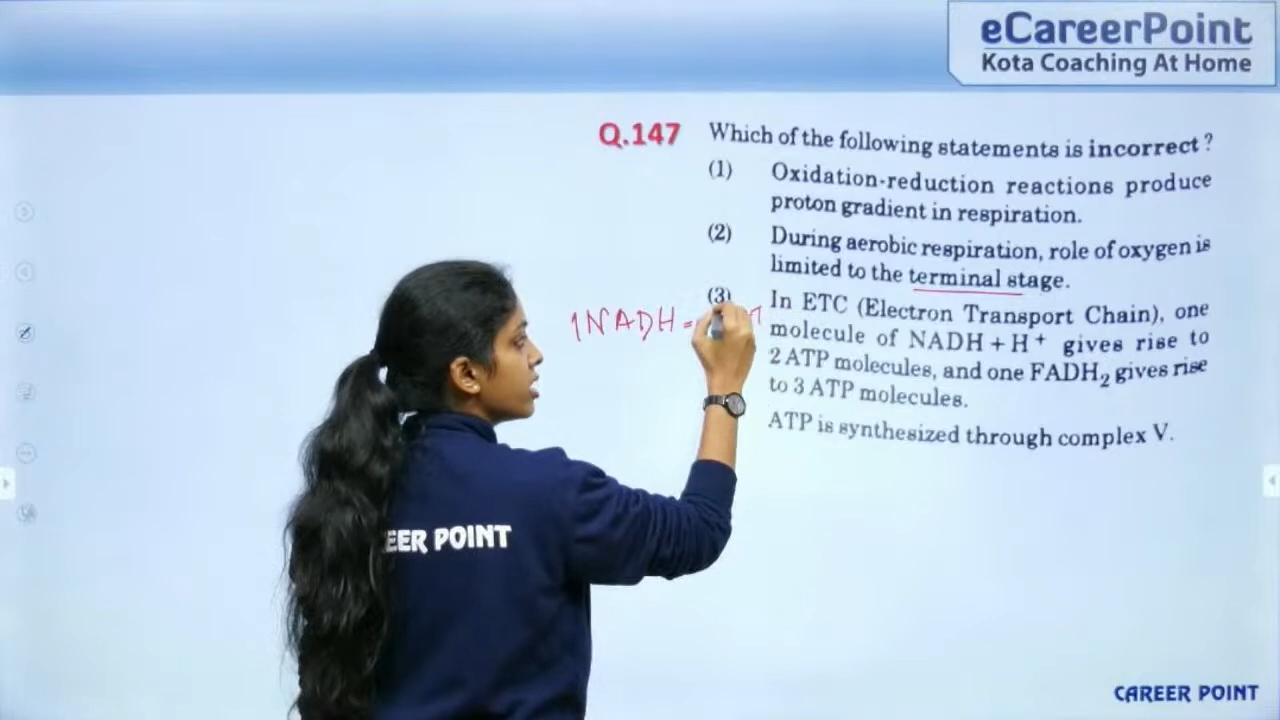 eCareerPoint
Kota Coaching At Home
Q.147 Which of the following statements is incorrect ?
(1) Oxidation-reduction reactions produce
proton gradient in respiration.
(2) During aerobic respiration, role of oxygen is
limited to the terminal stage.
(3) In ETC (Electron Transport Chain), one
molecule of NADH + H⁺ gives rise to
2 ATP molecules, and one FADH₂ gives rise
to 3 ATP molecules.
1NADH =
ATP is synthesized through complex V.
EER POINT
CAREER POINT